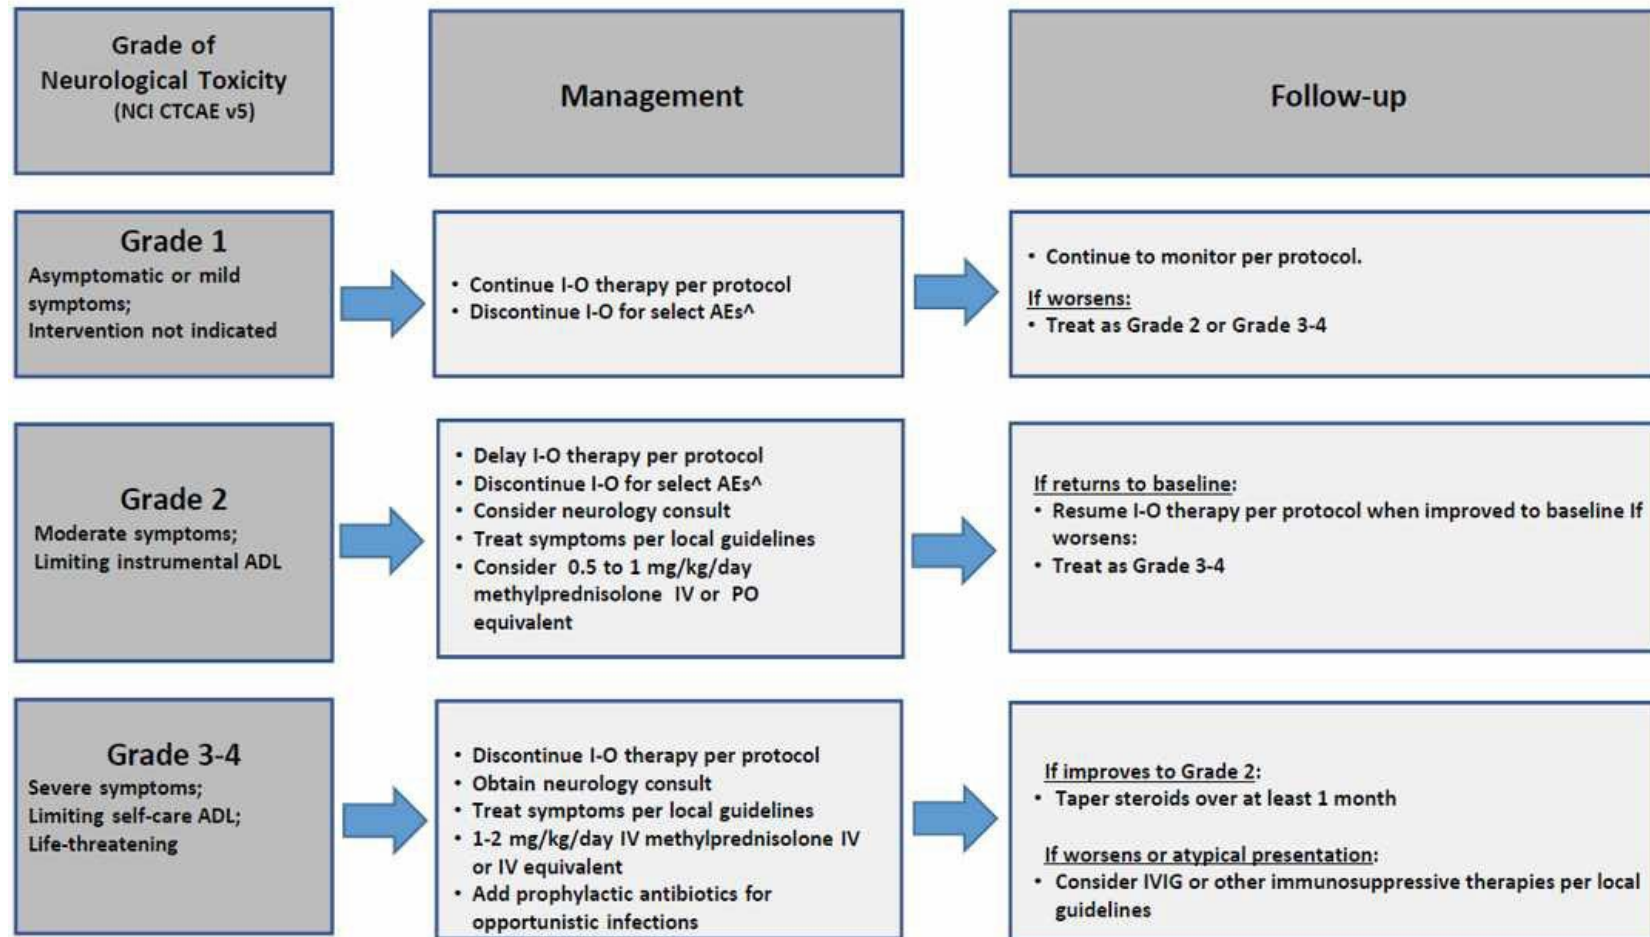 Grade of
Neurological Toxicity
(NCI CTCAE v5)
Management
Follow-up
Grade 1
Asymptomatic or mild
symptoms;
Intervention not indicated
• Continue I-O therapy per protocol
• Discontinue I-O for select AEs^
• Continue to monitor per protocol.
If worsens:
• Treat as Grade 2 or Grade 3-4
Grade 2
Moderate symptoms;
Limiting instrumental ADL
• Delay I-O therapy per protocol
• Discontinue I-O for select AEs^
• Consider neurology consult
• Treat symptoms per local guidelines
• Consider 0.5 to 1 mg/kg/day
methylprednisolone IV or PO
equivalent
If returns to baseline:
• Resume I-O therapy per protocol when improved to baseline If
worsens:
• Treat as Grade 3-4
Grade 3-4
Severe symptoms;
Limiting self-care ADL;
Life-threatening
• Discontinue I-O therapy per protocol
• Obtain neurology consult
• Treat symptoms per local guidelines
• 1-2 mg/kg/day IV methylprednisolone IV
or IV equivalent
• Add prophylactic antibiotics for
opportunistic infections
If improves to Grade 2:
• Taper steroids over at least 1 month
If worsens or atypical presentation:
• Consider IVIG or other immunosuppressive therapies per local
guidelines